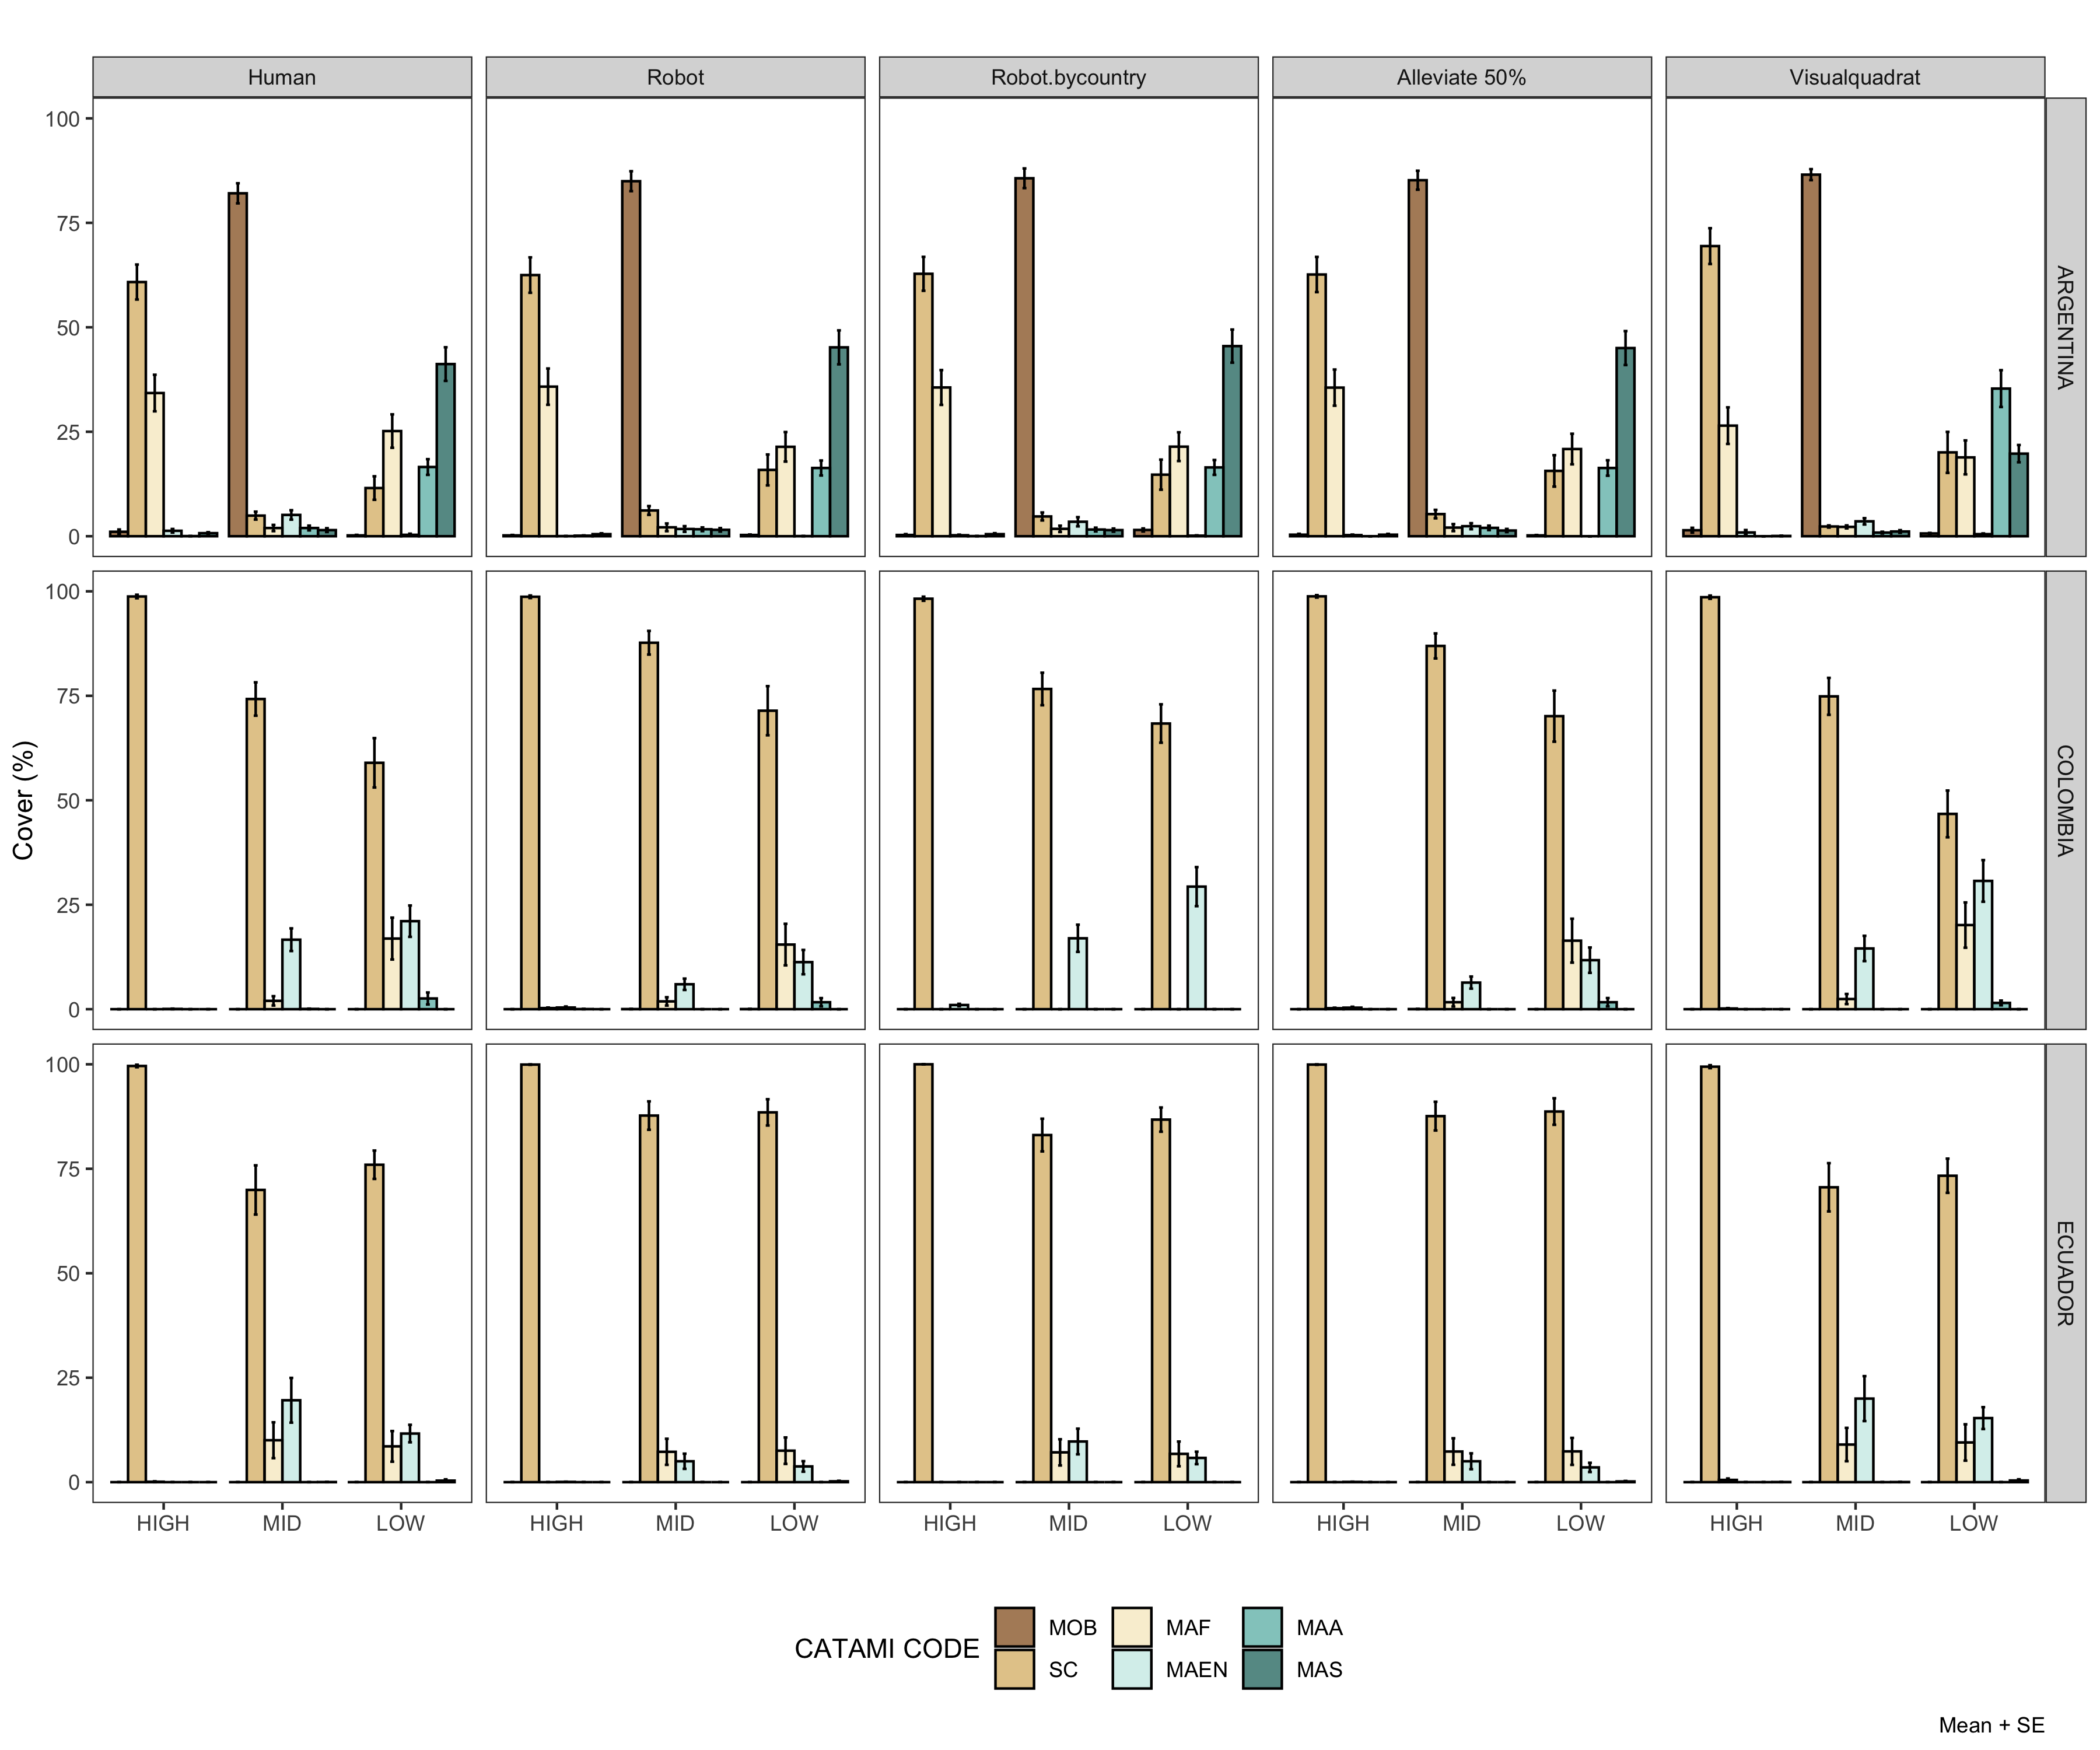 Human Robot Robot.bycountry Alleviate 50% Visualquadrat
100
75
50
25
0
ARGENTINA
Cover (%)
100
75
50
25
0
COLOMBIA
100
75
50
25
0
ECUADOR
HIGH MID LOW HIGH MID LOW HIGH MID LOW HIGH MID LOW HIGH MID LOW
CATAMI CODE
MOB MAF MAA
SC MAEN MAS
Mean + SE